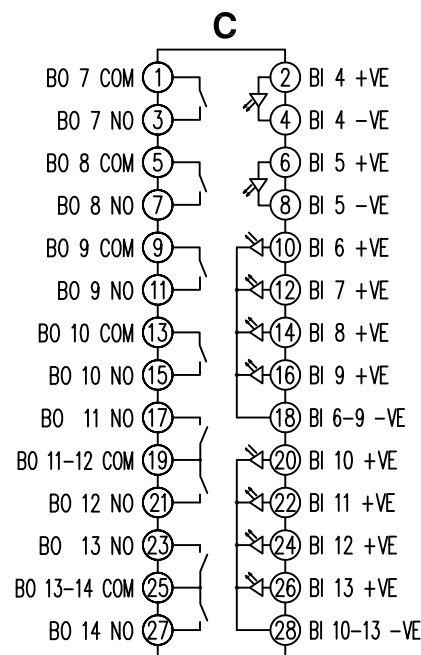 C
BO 7 COM 1 2 BI 4 +VE
BO 7 NO 3 4 BI 4 -VE
BO 8 COM 5 6 BI 5 +VE
BO 8 NO 7 8 BI 5 -VE
BO 9 COM 9 10 BI 6 +VE
BO 9 NO 11 12 BI 7 +VE
BO 10 COM 13 14 BI 8 +VE
BO 10 NO 15 16 BI 9 +VE
BO 11 NO 17 18 BI 6-9 -VE
BO 11-12 COM 19 20 BI 10 +VE
BO 12 NO 21 22 BI 11 +VE
BO 13 NO 23 24 BI 12 +VE
BO 13-14 COM 25 26 BI 13 +VE
BO 14 NO 27 28 BI 10-13 -VE